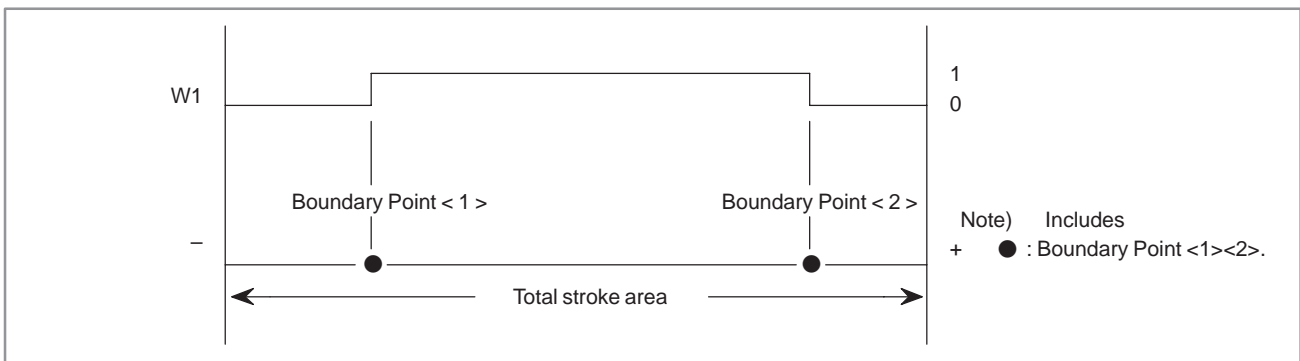 1
W1
0
Boundary Point < 1 >
Boundary Point < 2 >
Note) Includes
–
+ ● : Boundary Point <1><2>.
Total stroke area